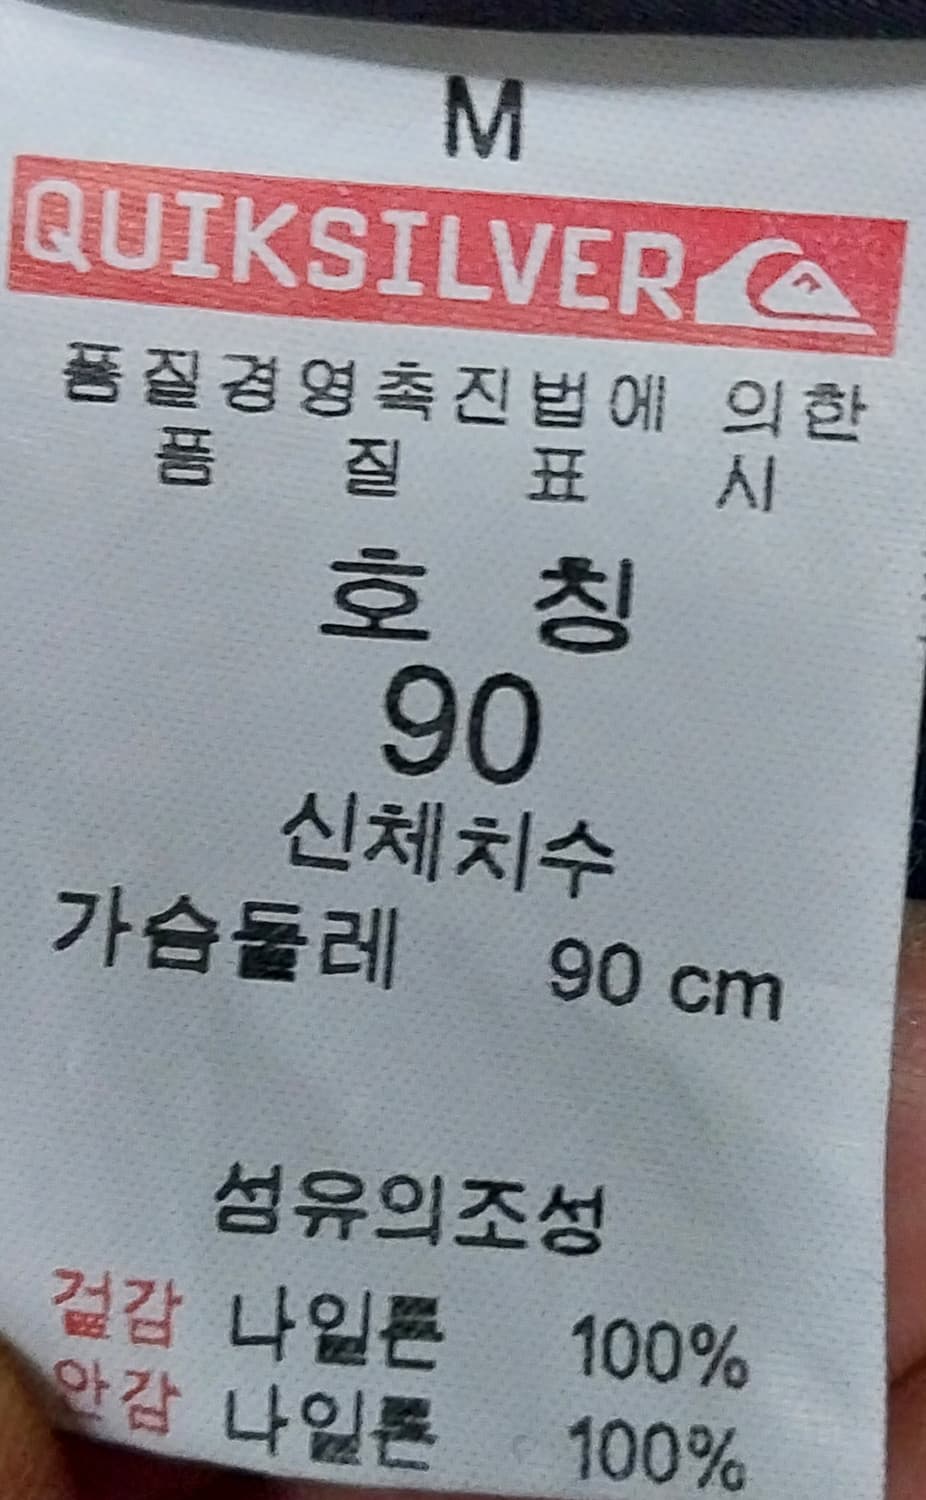 M
QUIKSILVER
품질경영촉진법에 의한
품 질 표 시
호 칭
90
신체치수
가슴둘레 90 cm
섬유의조성
겉감 나일론 100%
안감 나일론 100%